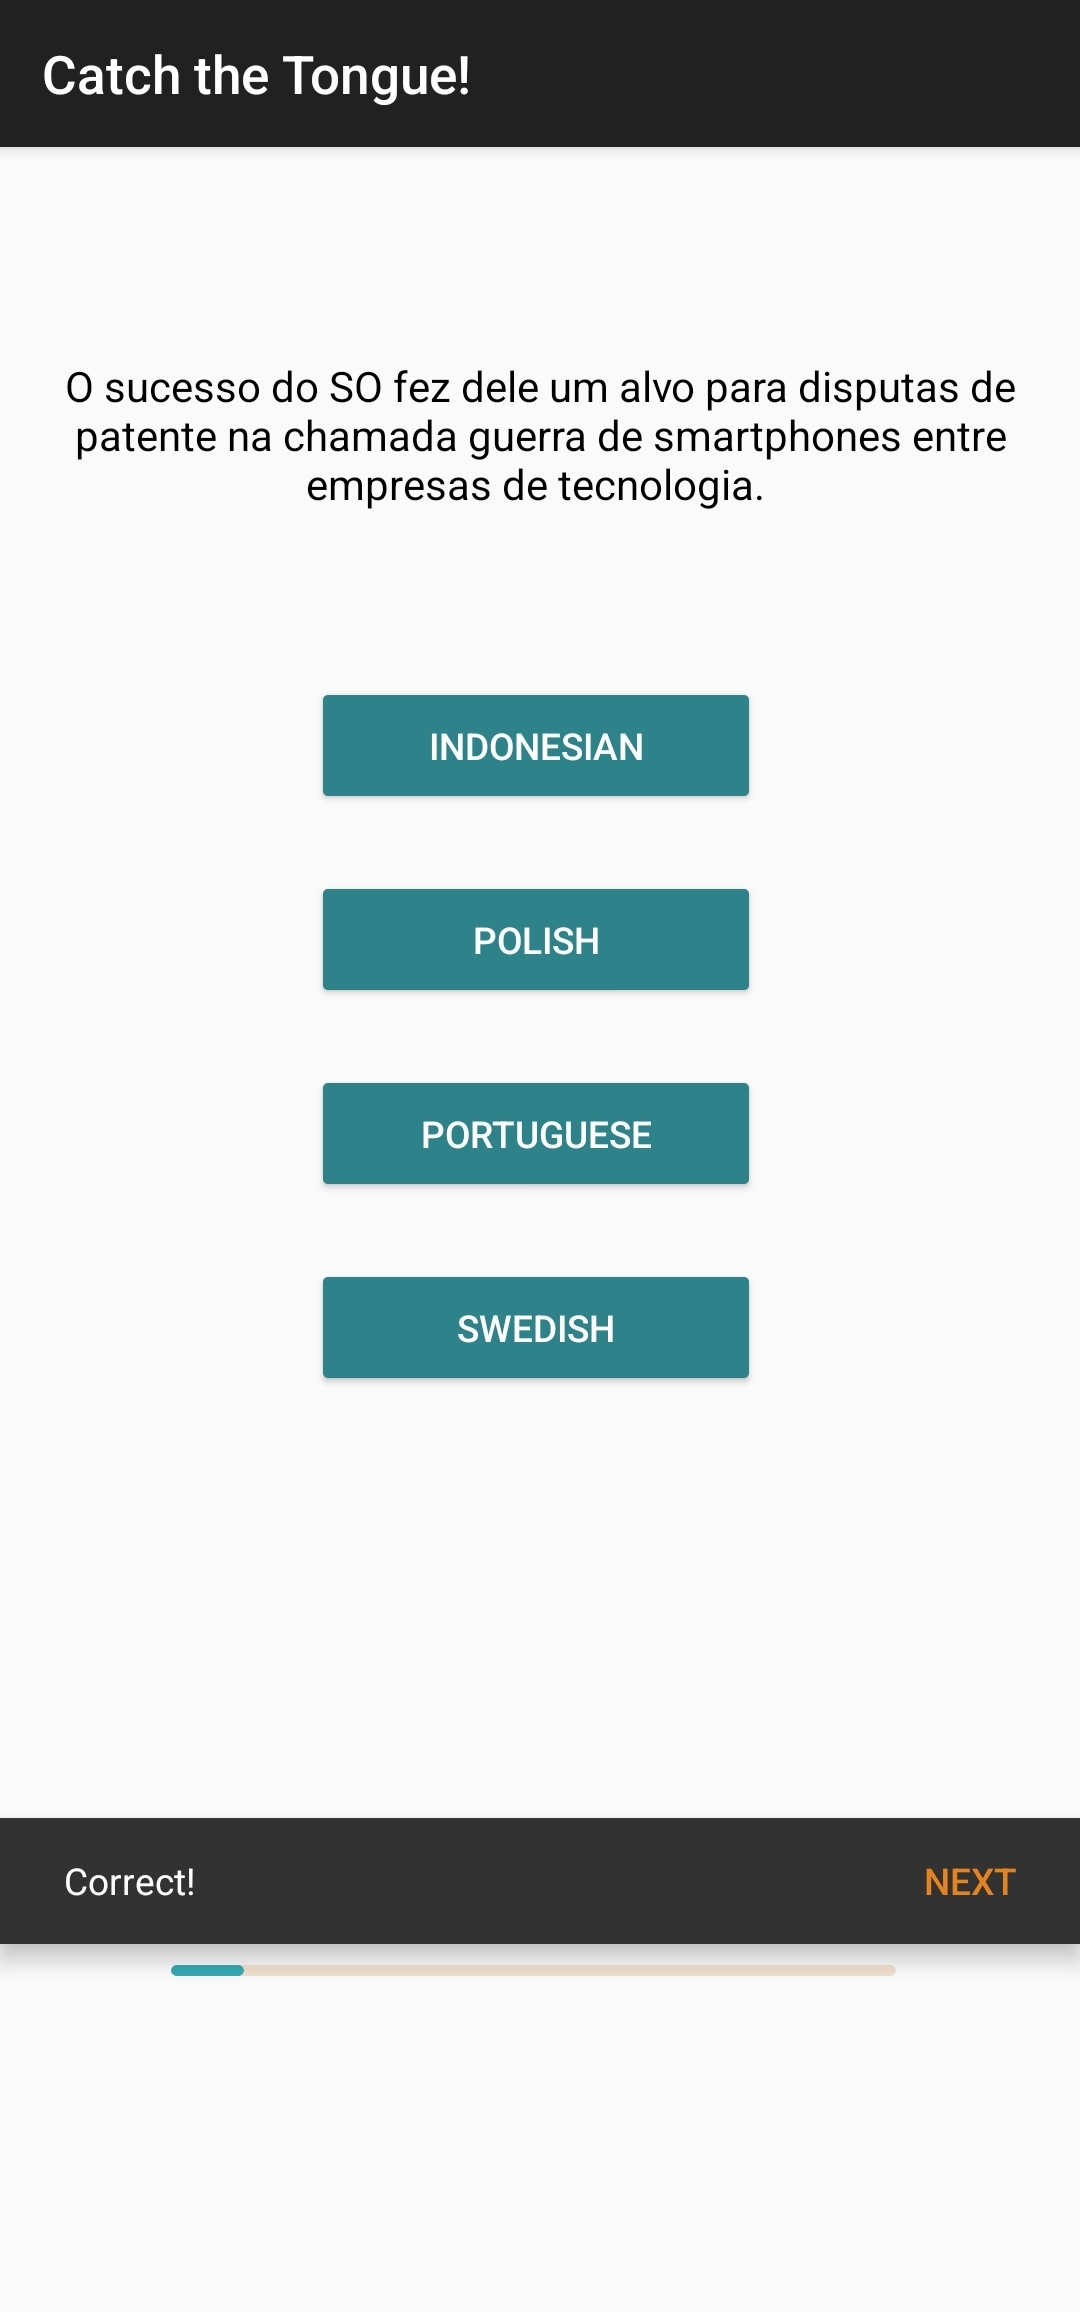 Catch the Tongue!
O sucesso do SO fez dele um alvo para disputas de
patente na chamada guerra de smartphones entre
empresas de tecnologia.
INDONESIAN
POLISH
PORTUGUESE
SWEDISH
Correct! NEXT